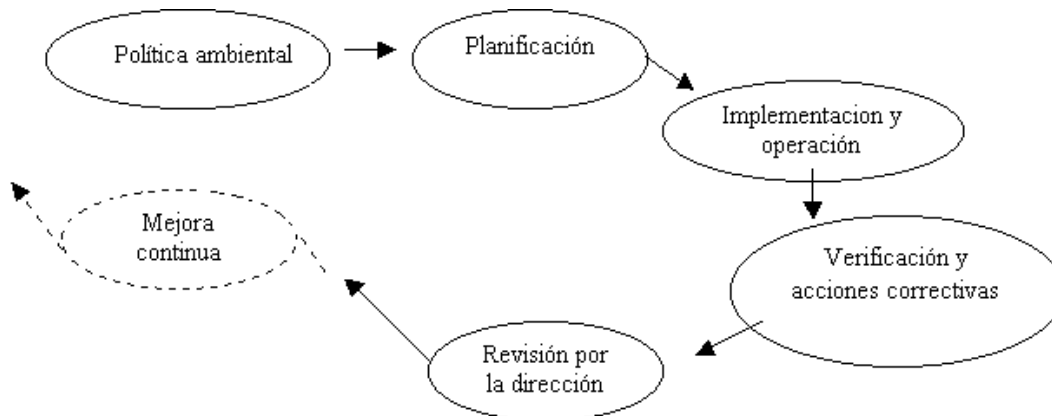 Política ambiental
Planificación
Implementacion y
operación
Verificación y
acciones correctivas
Revisión por
la dirección
Mejora
continua